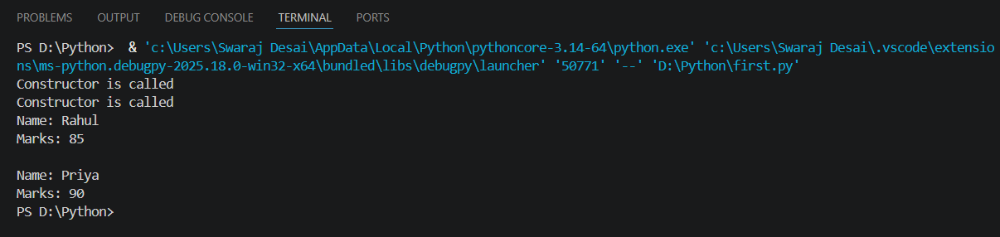 PROBLEMS OUTPUT DEBUG CONSOLE TERMINAL PORTS
PS D:\Python>  & 'c:\Users\Swaraj Desai\AppData\Local\Python\pythoncore-3.14-64\python.exe' 'c:\Users\Swaraj Desai\.vscode\extensio
ns\ms-python.debugpy-2025.18.0-win32-x64\bundled\libs\debugpy\launcher' '50771' '--' 'D:\Python\first.py'
Constructor is called
Constructor is called
Name: Rahul
Marks: 85
Name: Priya
Marks: 90
PS D:\Python>